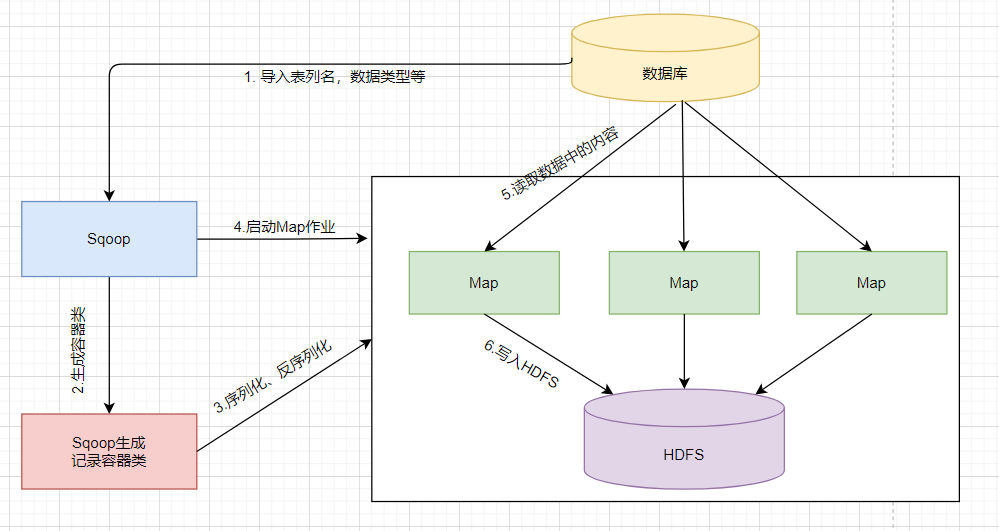 数据库
1. 导入表列名，数据类型等
5.读取数据中的内容
Sqoop
4.启动Map作业
Map
Map
Map
2.生成容器类
3.序列化、反序列化
6.写入HDFS
Sqoop生成
记录容器类
HDFS